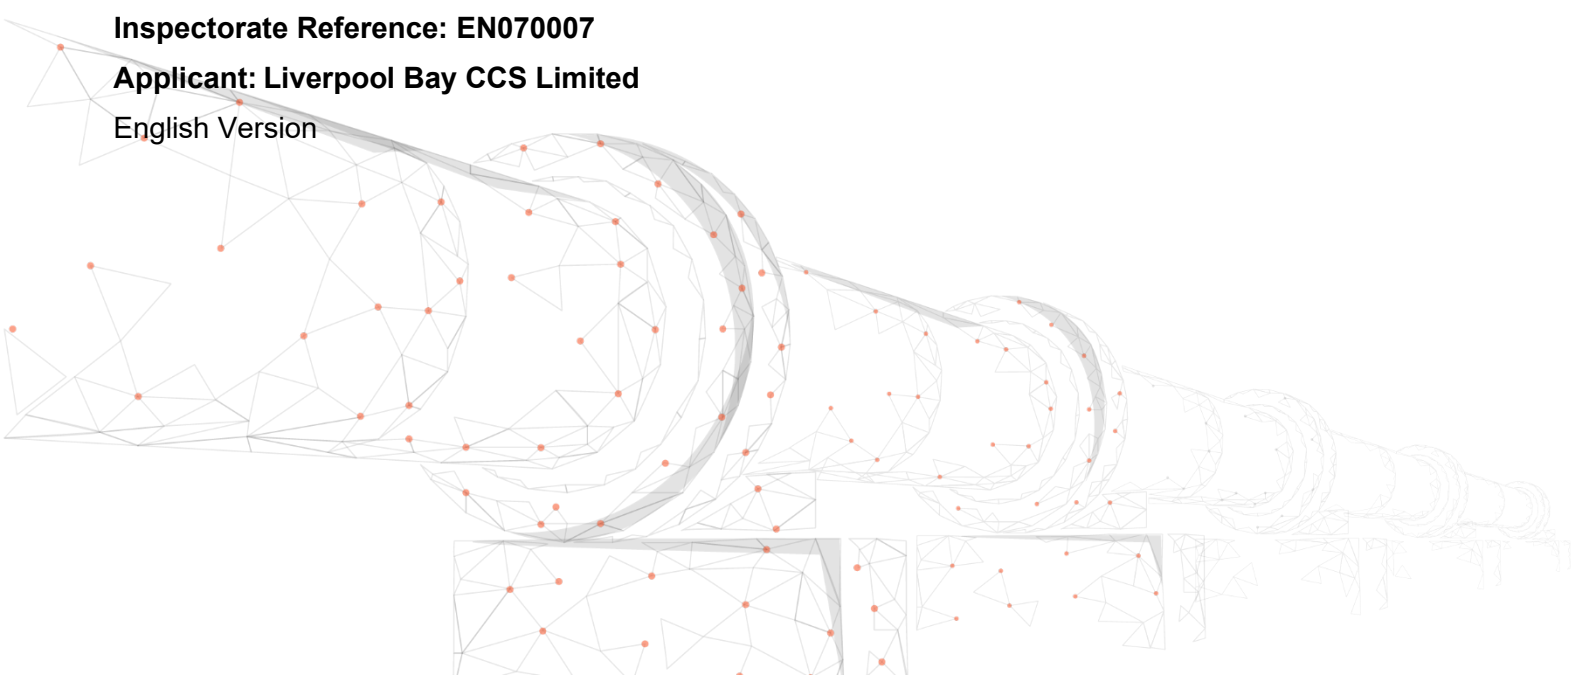 Inspectorate Reference: EN070007
Applicant: Liverpool Bay CCS Limited
English Version